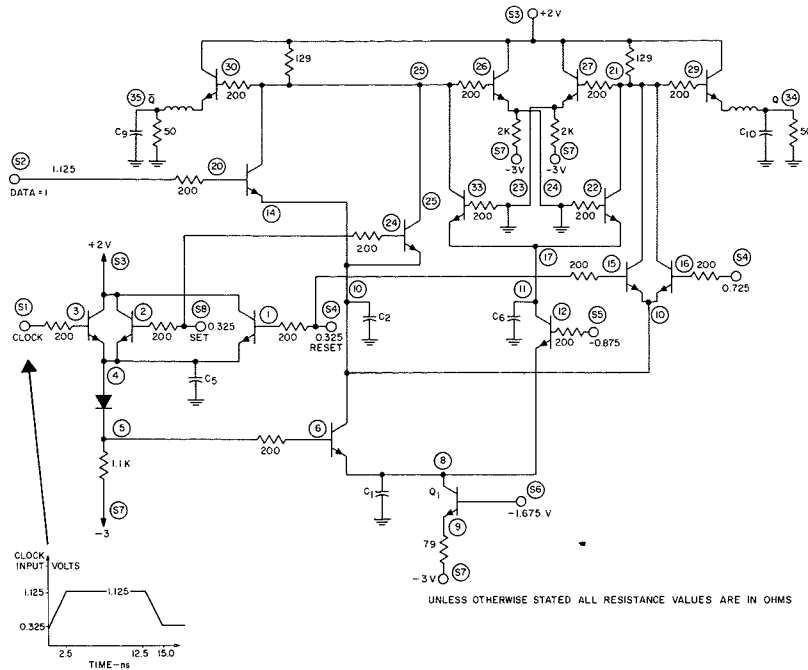 S3 +2V
30 129 25 26 27 21 129 29
35 Q̄ 200 200 200 200 Q 34
C9 50 2K 2K C10 50
S7 S7
-3V -3V
S2 1.125 20 23 24
DATA = 1 200 14 33 200 200 22
25
24
200
17
S3 +2V
10 11 200 15 16 200 S4
0.725
S1 3 2 S8 0.325 1 S4 C2 C6 12 S5 10
CLOCK 200 200 SET 200 0.325 RESET 200 -0.875
4
C5
5 6
200
1.1K
8
S7 C1 Q1 S6
-3 -1.675 V
9
79
-3V S7
CLOCK
INPUT-VOLTS
1.125 1.125
0.325
2.5 12.5 15.0
TIME-ns
UNLESS OTHERWISE STATED ALL RESISTANCE VALUES ARE IN OHMS